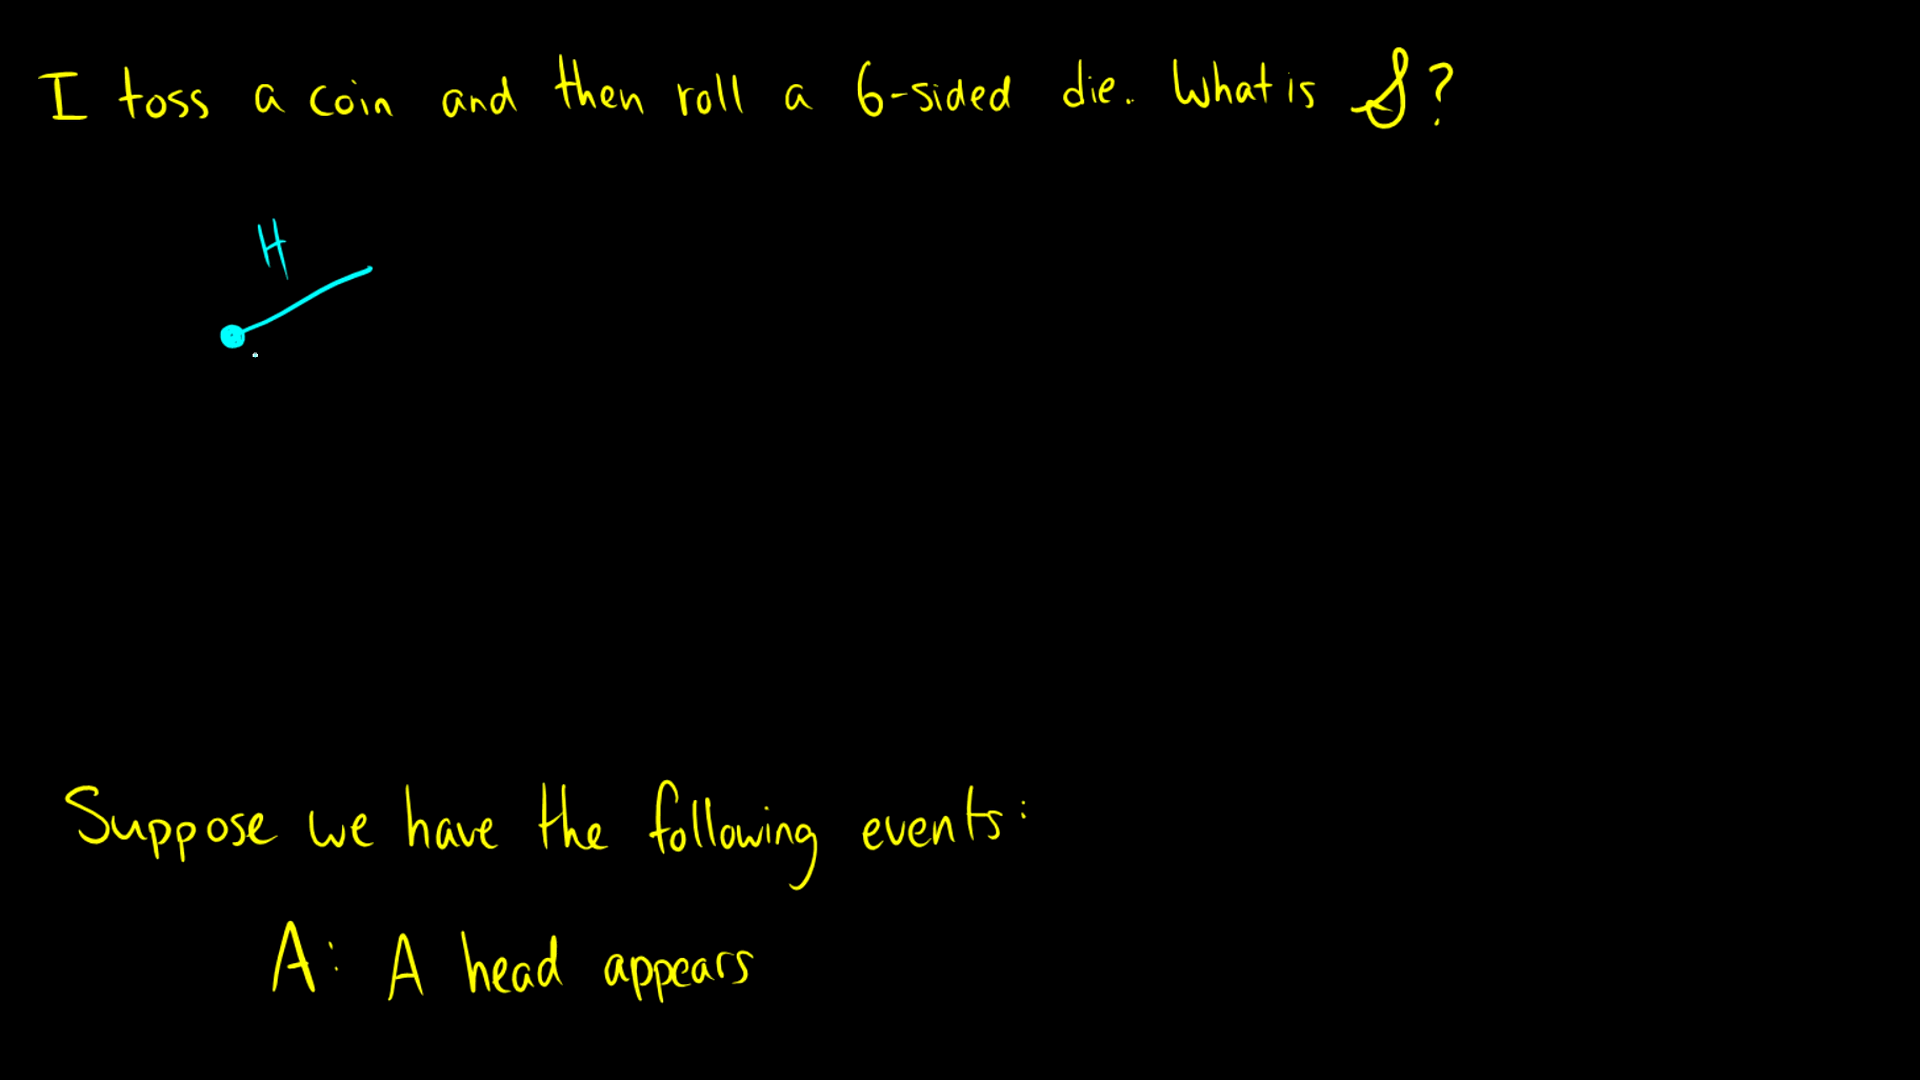 I toss a coin and then roll a 6-sided die. What is S?
H
Suppose we have the following events:
A: A head appears